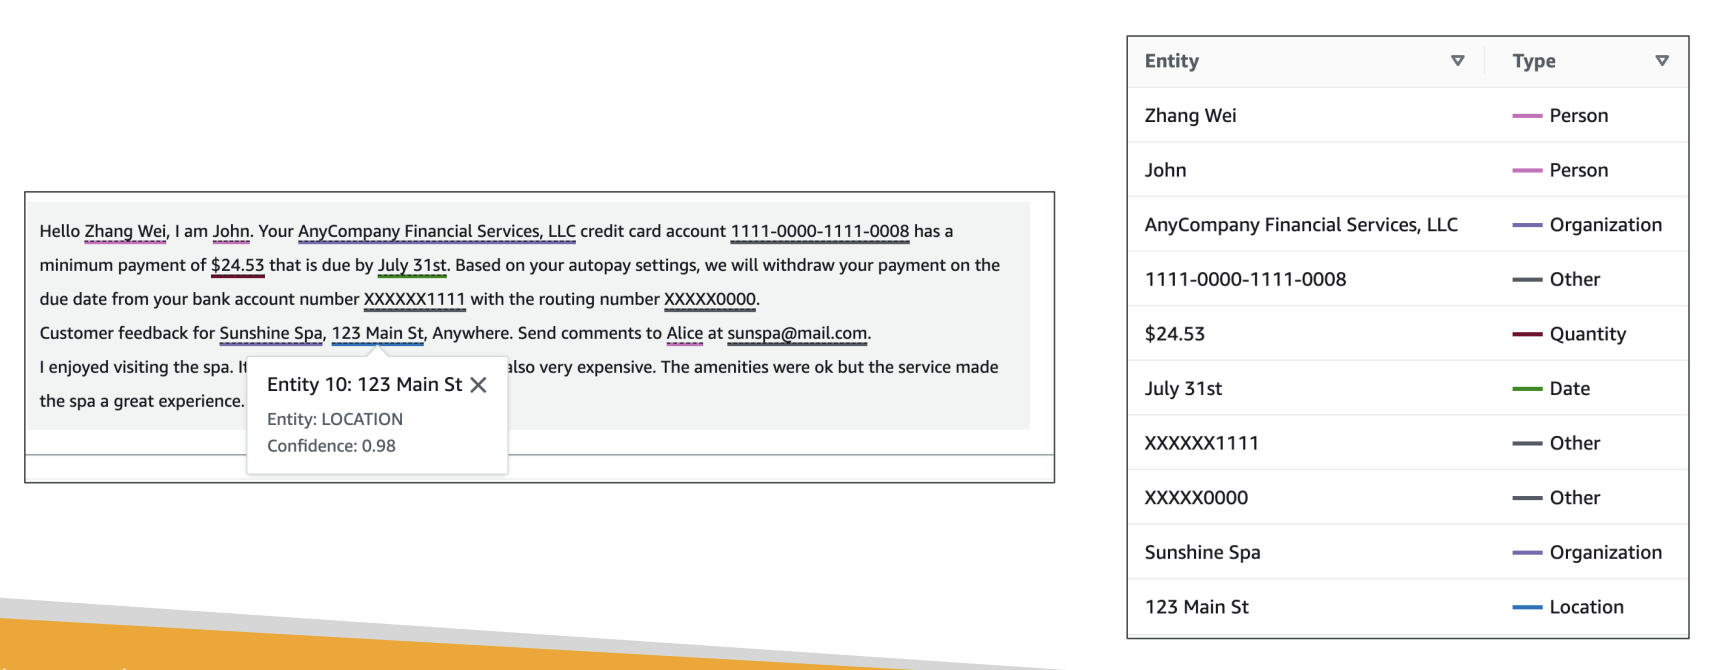 Hello Zhang Wei, I am John. Your AnyCompany Financial Services, LLC credit card account 1111-0000-1111-0008 has a
minimum payment of $24.53 that is due by July 31st. Based on your autopay settings, we will withdraw your payment on the
due date from your bank account number XXXXXX1111 with the routing number XXXXX0000.
Customer feedback for Sunshine Spa, 123 Main St, Anywhere. Send comments to Alice at sunspa@mail.com.
I enjoyed visiting the spa. It also very expensive. The amenities were ok but the service made
the spa a great experience.
Entity 10: 123 Main St
Entity: LOCATION
Confidence: 0.98
Entity Type
Zhang Wei Person
John Person
AnyCompany Financial Services, LLC Organization
1111-0000-1111-0008 Other
$24.53 Quantity
July 31st Date
XXXXXX1111 Other
XXXXX0000 Other
Sunshine Spa Organization
123 Main St Location